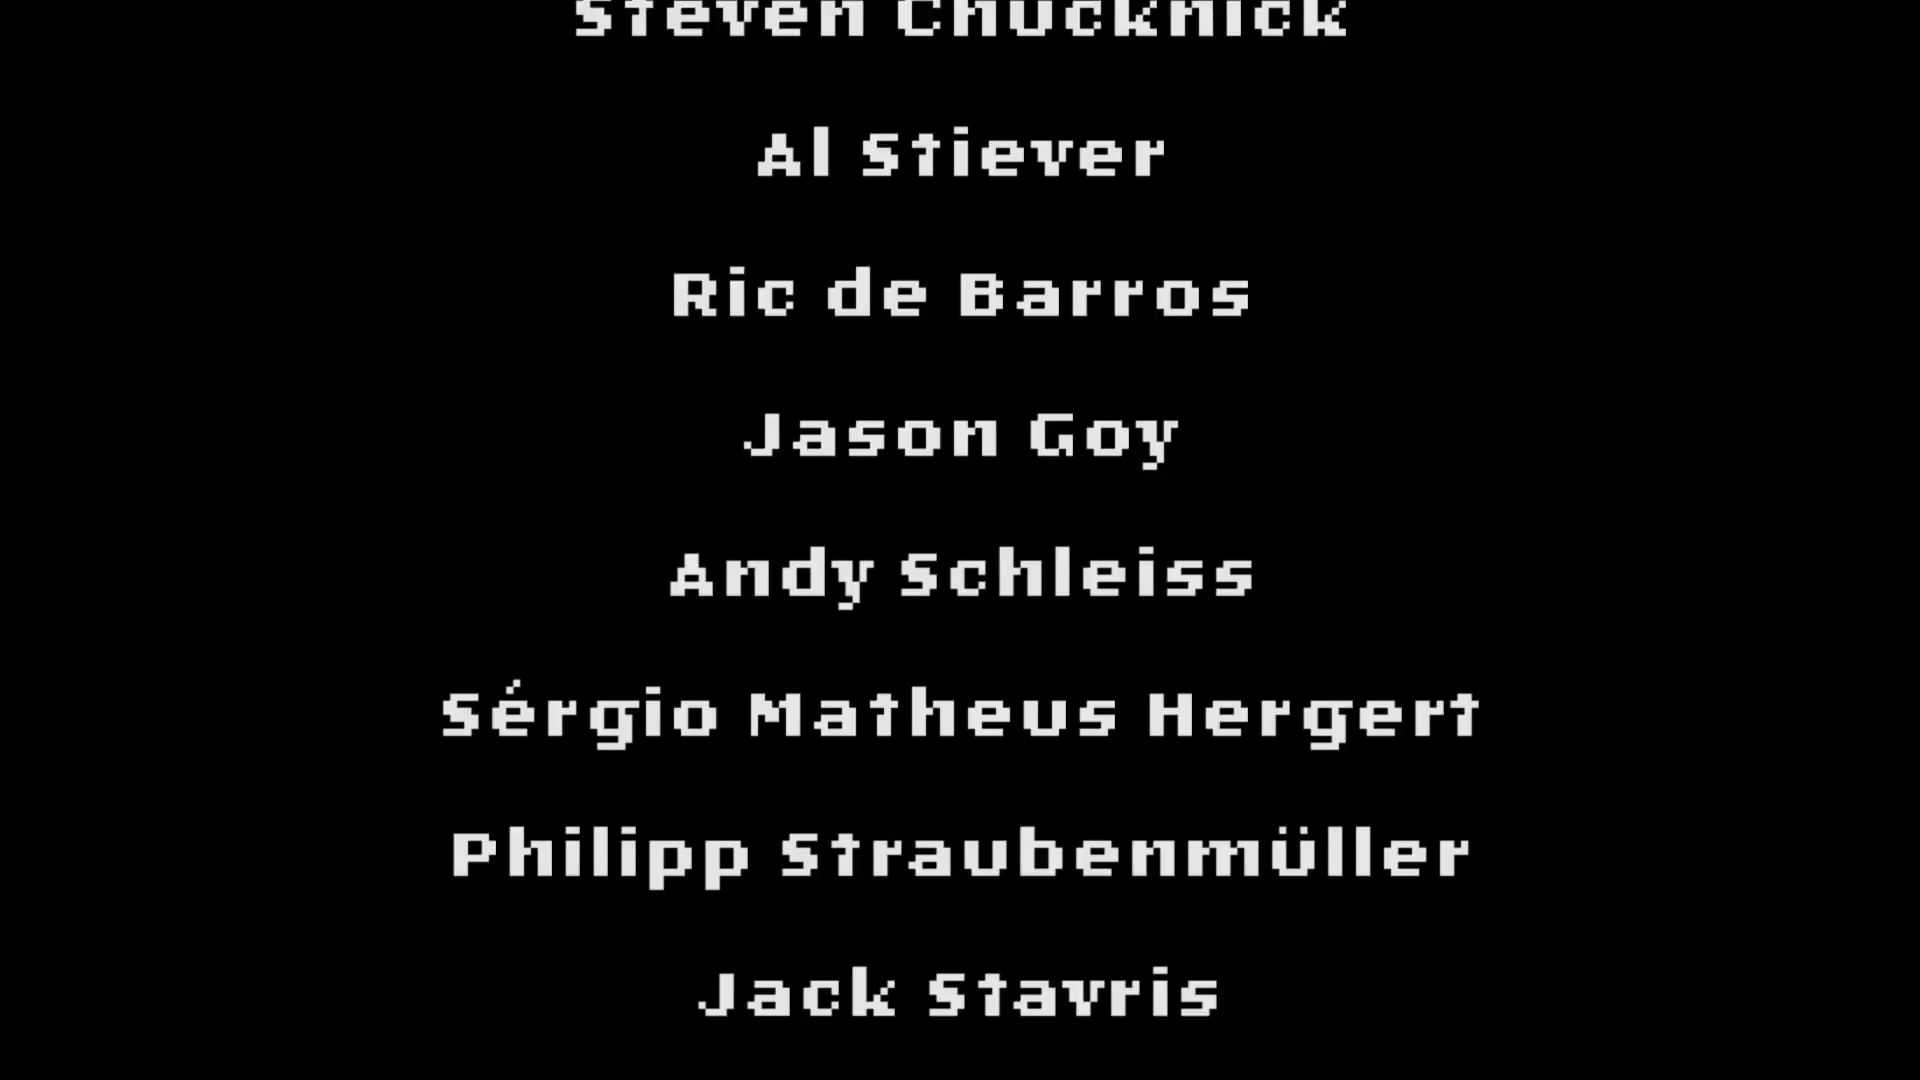 Steven Chucknick
Al Stiever
Ric de Barros
Jason Goy
Andy Schleiss
Sérgio Matheus Hergert
Philipp Straubenmüller
Jack Stavris